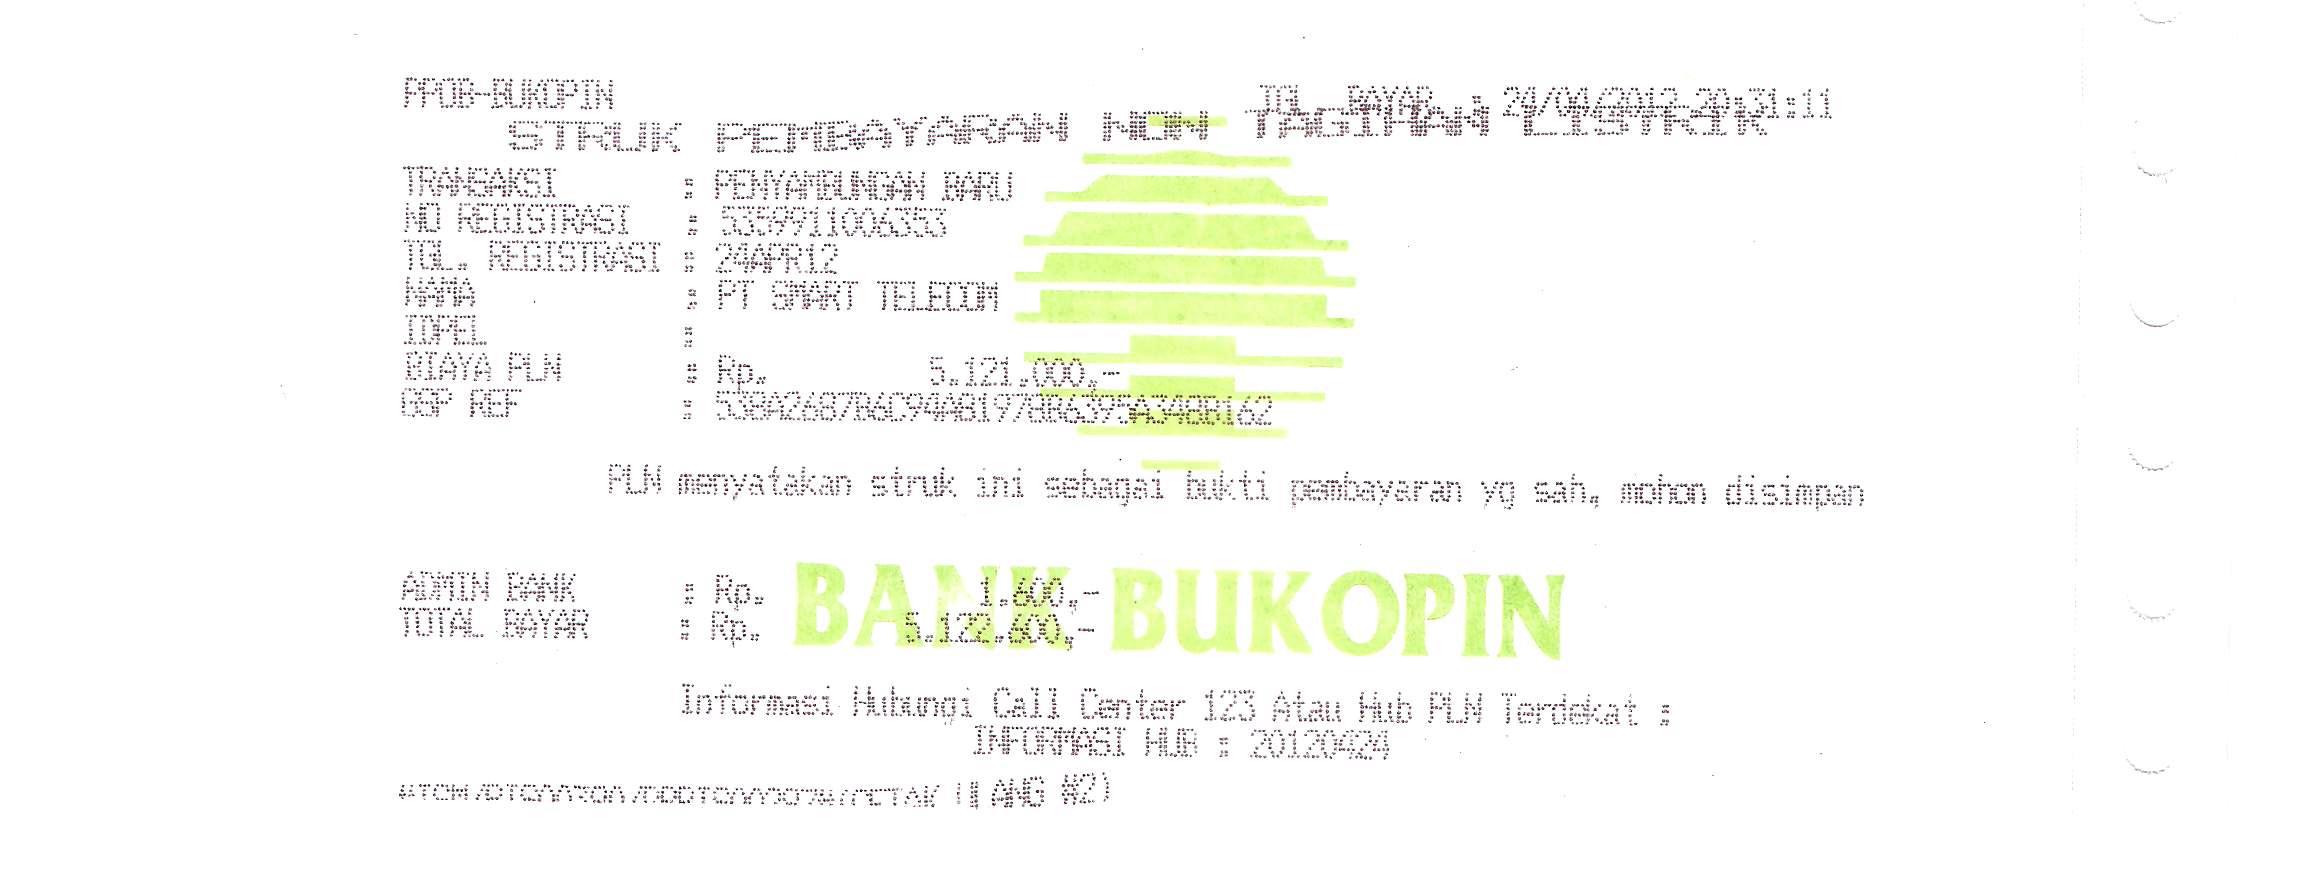 PPOB-BUKOPIN
TGL. BAYAR : 24/04/2012 20:31:11
STRUK PEMBAYARAN NON TAGIHAN LISTRIK
TRANSAKSI : PENYAMBUNGAN BARU
NO REGISTRASI : 5359911006353
TGL. REGISTRASI : 24APR12
NAMA : PT SMART TELECOM
IDPEL :
BIAYA PLN : Rp. 5.121.000,-
GSP REF :
PLN menyatakan struk ini sebagai bukti pembayaran yg sah, mohon disimpan
BANK BUKOPIN
ADMIN BANK : Rp. 1.600,-
TOTAL BAYAR : Rp. 5.122.600,-
Informasi Hubungi Call Center 123 Atau Hub PLN Terdekat :
INFORMASI HUB : 20120424
ULANG #2)